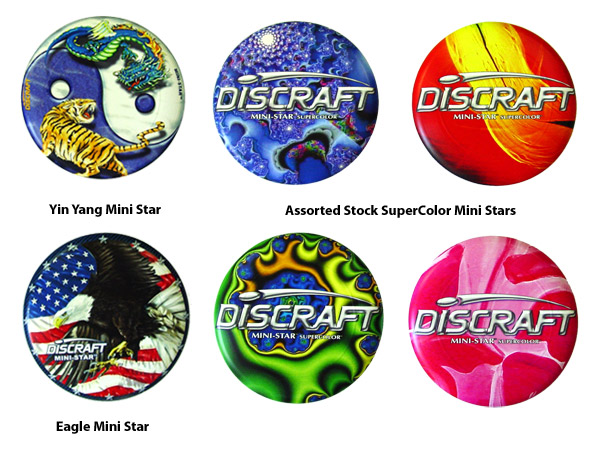 DISCRAFT
MINI-STAR SUPERCOLOR
DISCRAFT
MINI-STAR SUPERCOLOR
Yin Yang Mini Star
Assorted Stock SuperColor Mini Stars
DISCRAFT
MINI-STAR
DISCRAFT
MINI-STAR SUPERCOLOR
DISCRAFT
MINI-STAR SUPERCOLOR
Eagle Mini Star